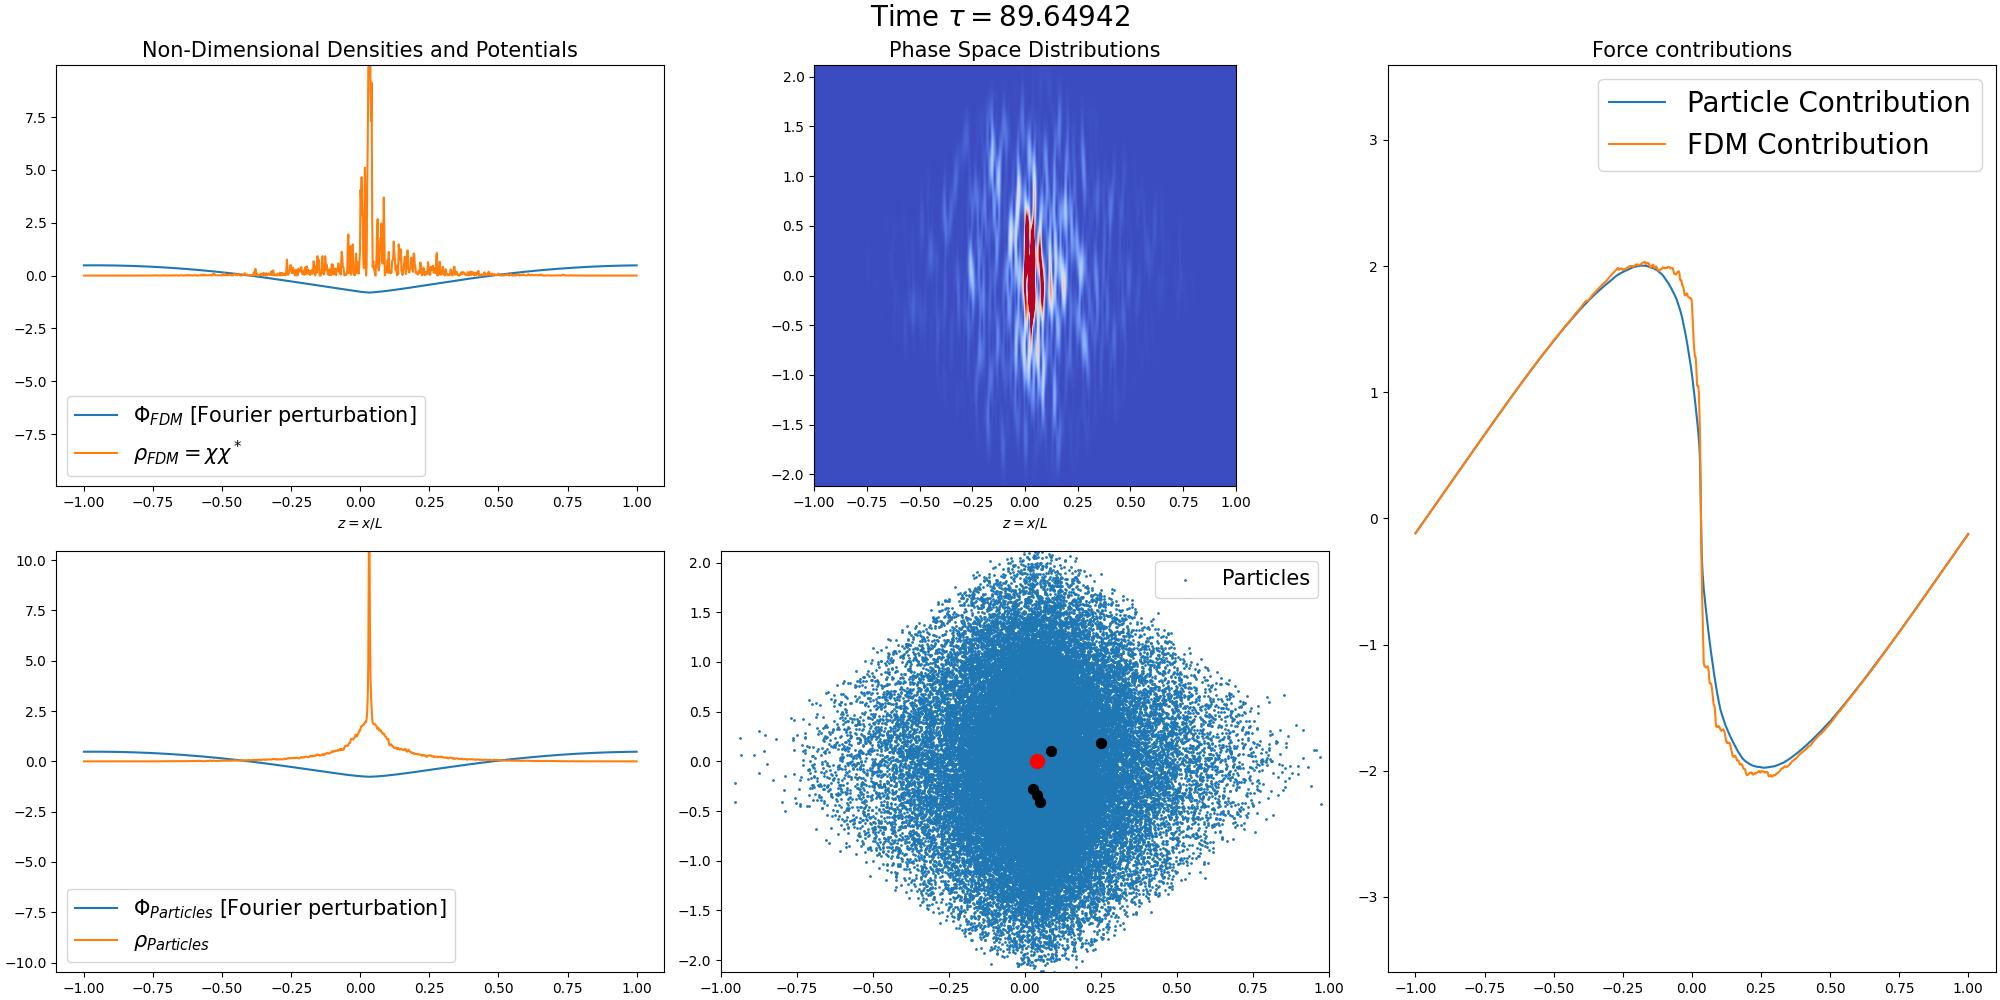 Time τ = 89.64942
Non-Dimensional Densities and Potentials
7.5
5.0
2.5
0.0
−2.5
−5.0
−7.5
Φ_FDM [Fourier perturbation]
ρ_FDM = χχ*
−1.00 −0.75 −0.50 −0.25 0.00 0.25 0.50 0.75 1.00
z = x/L
Phase Space Distributions
2.0
1.5
1.0
0.5
0.0
−0.5
−1.0
−1.5
−2.0
−1.00 −0.75 −0.50 −0.25 0.00 0.25 0.50 0.75 1.00
z = x/L
Force contributions
Particle Contribution
FDM Contribution
3
2
1
0
−1
−2
−3
−1.00 −0.75 −0.50 −0.25 0.00 0.25 0.50 0.75 1.00
10.0
7.5
5.0
2.5
0.0
−2.5
−5.0
−7.5
−10.0
Φ_Particles [Fourier perturbation]
ρ_Particles
−1.00 −0.75 −0.50 −0.25 0.00 0.25 0.50 0.75 1.00
Particles
2.0
1.5
1.0
0.5
0.0
−0.5
−1.0
−1.5
−2.0
−1.00 −0.75 −0.50 −0.25 0.00 0.25 0.50 0.75 1.00